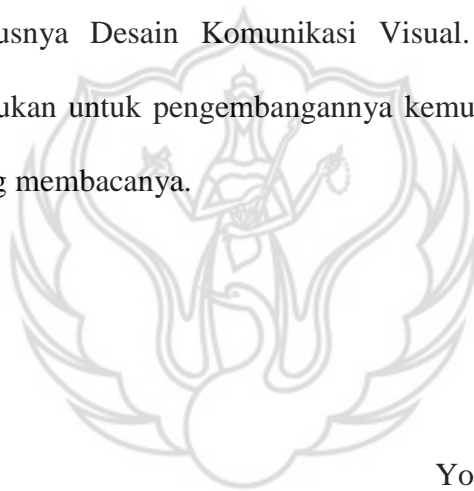 usnya Desain Komunikasi Visual.
ukan untuk pengembangannya kemu
g membacanya.
Yo